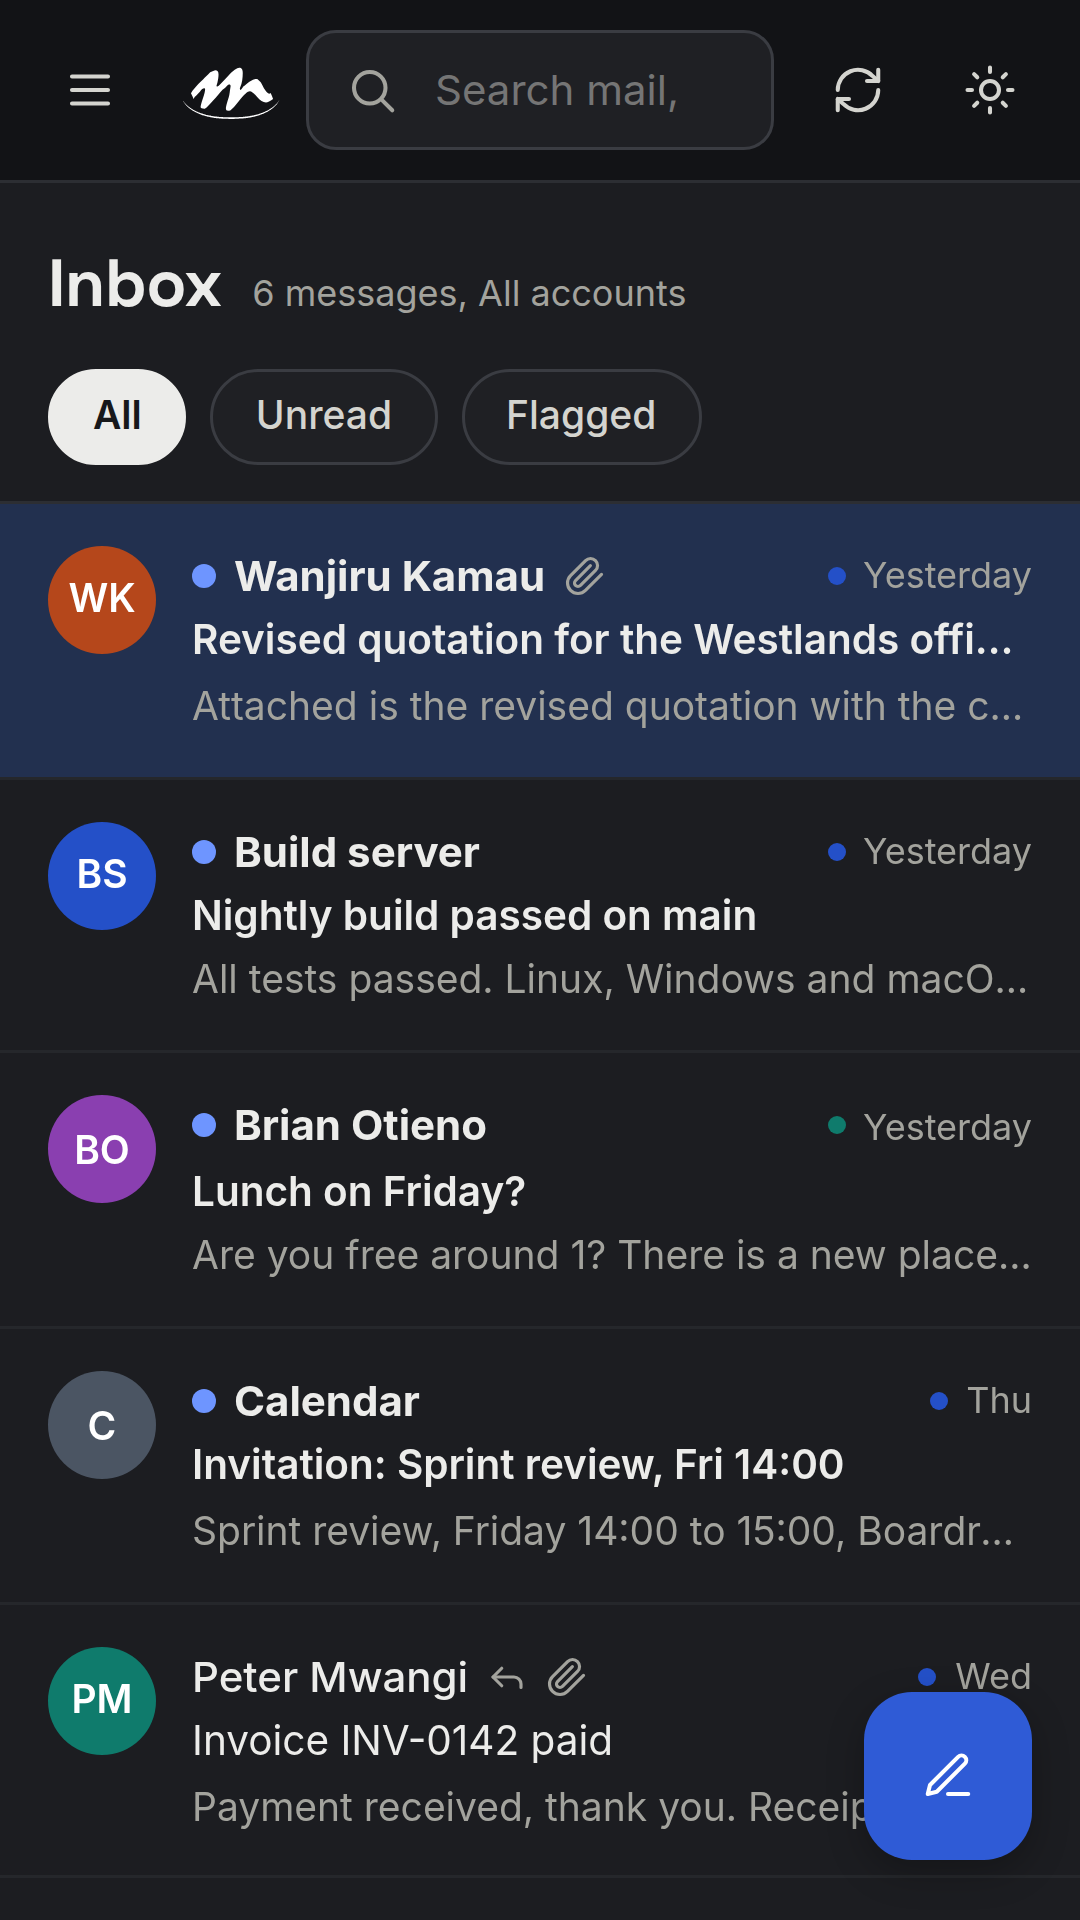 Search mail,
Inbox 6 messages, All accounts
All Unread Flagged
WK Wanjiru Kamau Yesterday
Revised quotation for the Westlands offi...
Attached is the revised quotation with the c...
BS Build server Yesterday
Nightly build passed on main
All tests passed. Linux, Windows and macO...
BO Brian Otieno Yesterday
Lunch on Friday?
Are you free around 1? There is a new place...
C Calendar Thu
Invitation: Sprint review, Fri 14:00
Sprint review, Friday 14:00 to 15:00, Boardr...
PM Peter Mwangi Wed
Invoice INV-0142 paid
Payment received, thank you.